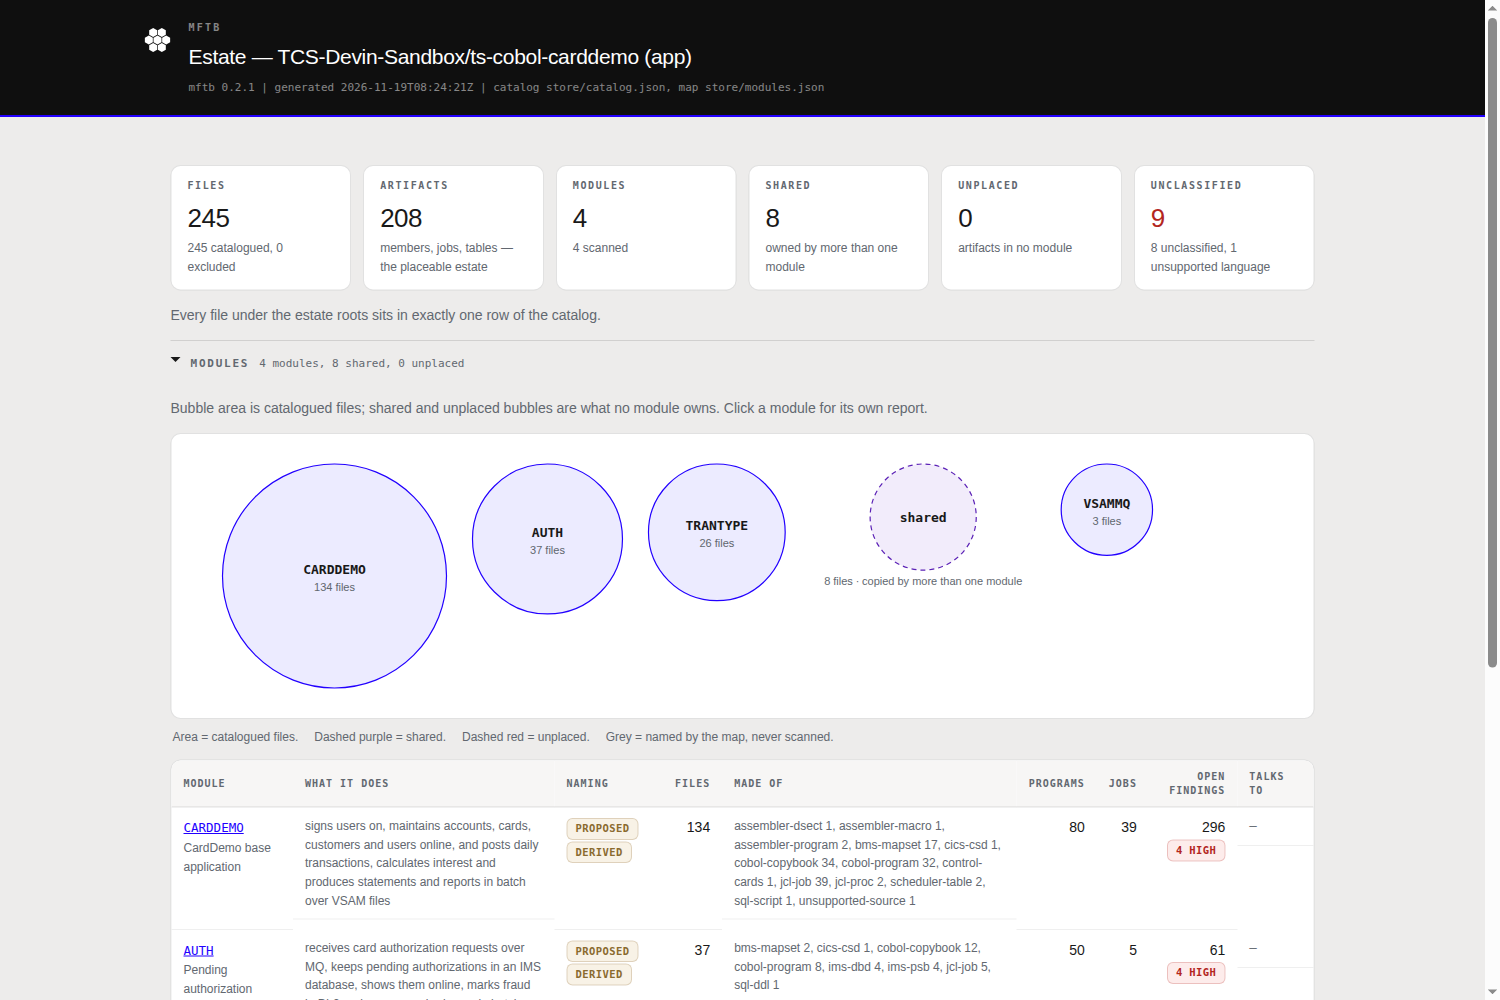 MFTB
Estate — TCS-Devin-Sandbox/ts-cobol-carddemo (app)
mftb 0.2.1 | generated 2026-11-19T08:24:21Z | catalog store/catalog.json, map store/modules.json
FILES
245
245 catalogued, 0
excluded
ARTIFACTS
208
members, jobs, tables —
the placeable estate
MODULES
4
4 scanned
SHARED
8
owned by more than one
module
UNPLACED
0
artifacts in no module
UNCLASSIFIED
9
8 unclassified, 1
unsupported language
Every file under the estate roots sits in exactly one row of the catalog.
MODULES 4 modules, 8 shared, 0 unplaced
Bubble area is catalogued files; shared and unplaced bubbles are what no module owns. Click a module for its own report.
CARDDEMO
134 files
AUTH
37 files
TRANTYPE
26 files
shared
8 files · copied by more than one module
VSAMMQ
3 files
Area = catalogued files. Dashed purple = shared. Dashed red = unplaced. Grey = named by the map, never scanned.
MODULE WHAT IT DOES NAMING FILES MADE OF PROGRAMS JOBS OPEN FINDINGS TALKS TO
CARDDEMO
CardDemo base
application
signs users on, maintains accounts, cards,
customers and users online, and posts daily
transactions, calculates interest and
produces statements and reports in batch
over VSAM files
PROPOSED
DERIVED
134
assembler-dsect 1, assembler-macro 1,
assembler-program 2, bms-mapset 17, cics-csd 1,
cobol-copybook 34, cobol-program 32, control-
cards 1, jcl-job 39, jcl-proc 2, scheduler-table 2,
sql-script 1, unsupported-source 1
80
39
296
4 HIGH
—
AUTH
Pending
authorization
receives card authorization requests over
MQ, keeps pending authorizations in an IMS
database, shows them online, marks fraud
PROPOSED
DERIVED
37
bms-mapset 2, cics-csd 1, cobol-copybook 12,
cobol-program 8, ims-dbd 4, ims-psb 4, jcl-job 5,
sql-ddl 1
50
5
61
4 HIGH
—